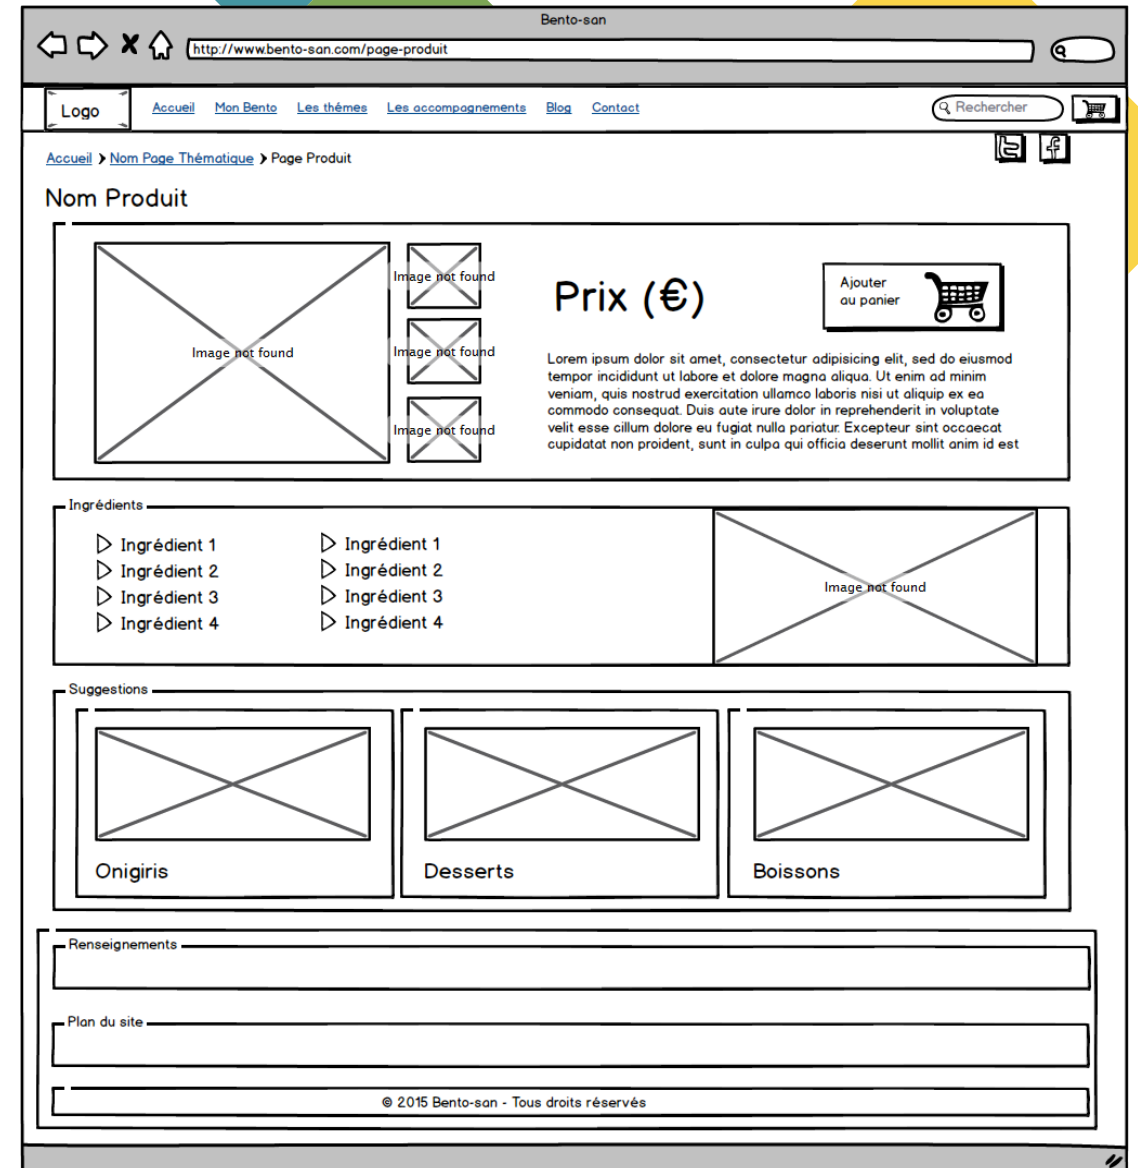 Bento-san
http://www.bento-san.com/page-produit
Logo
Accueil Mon Bento Les thèmes Les accompagnements Blog Contact
Rechercher
Accueil > Nom Page Thématique > Page Produit
Nom Produit
Image not found
Image not found
Image not found
Image not found
Prix (€)
Ajouter
au panier
Lorem ipsum dolor sit amet, consectetur adipisicing elit, sed do eiusmod
tempor incididunt ut labore et dolore magna aliqua. Ut enim ad minim
veniam, quis nostrud exercitation ullamco laboris nisi ut aliquip ex ea
commodo consequat. Duis aute irure dolor in reprehenderit in voluptate
velit esse cillum dolore eu fugiat nulla pariatur. Excepteur sint occaecat
cupidatat non proident, sunt in culpa qui officia deserunt mollit anim id est
Ingrédients
Ingrédient 1
Ingrédient 2
Ingrédient 3
Ingrédient 4
Ingrédient 1
Ingrédient 2
Ingrédient 3
Ingrédient 4
Image not found
Suggestions
Onigiris
Desserts
Boissons
Renseignements
Plan du site
© 2015 Bento-san - Tous droits réservés